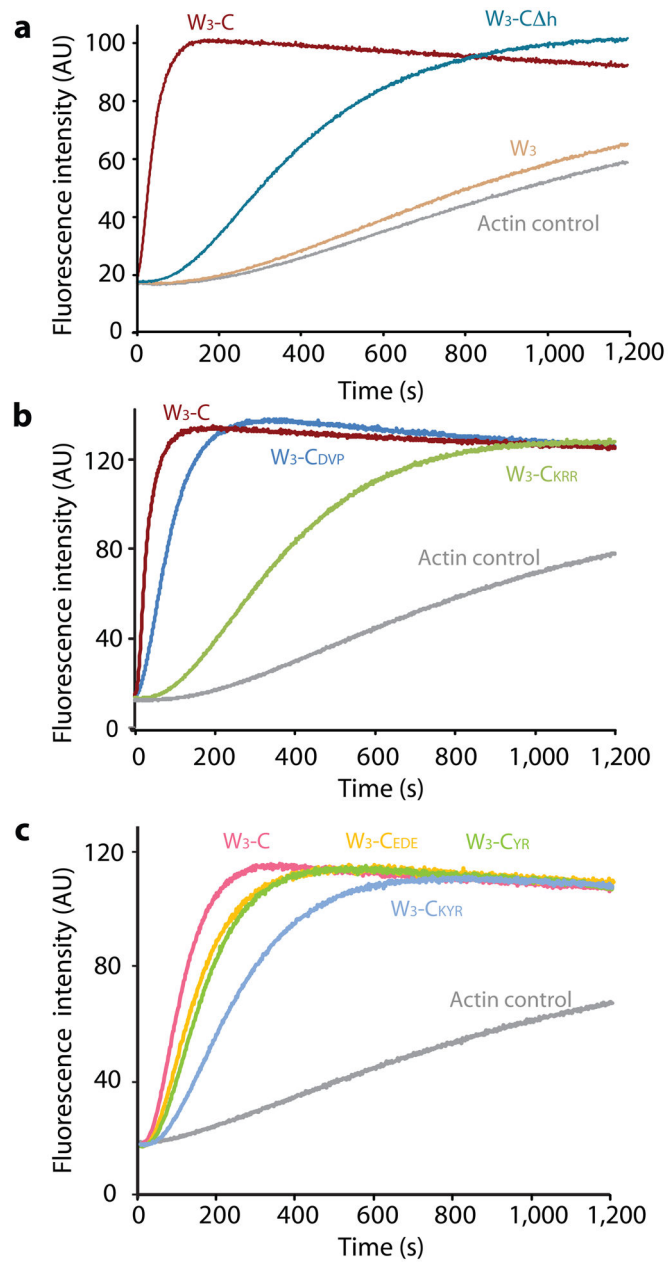 a
W3-C
W3-CΔh
100
80
60
40
20
0
Fluorescence intensity (AU)
W3
Actin control
0 200 400 600 800 1,000 1,200
Time (s)
b
W3-C
W3-CDVP
W3-CKRR
120
80
40
0
Fluorescence intensity (AU)
Actin control
0 200 400 600 800 1,000 1,200
Time (s)
c
W3-C
W3-CEDE
W3-CYR
W3-CKYR
120
80
40
0
Fluorescence intensity (AU)
Actin control
0 200 400 600 800 1,000 1,200
Time (s)